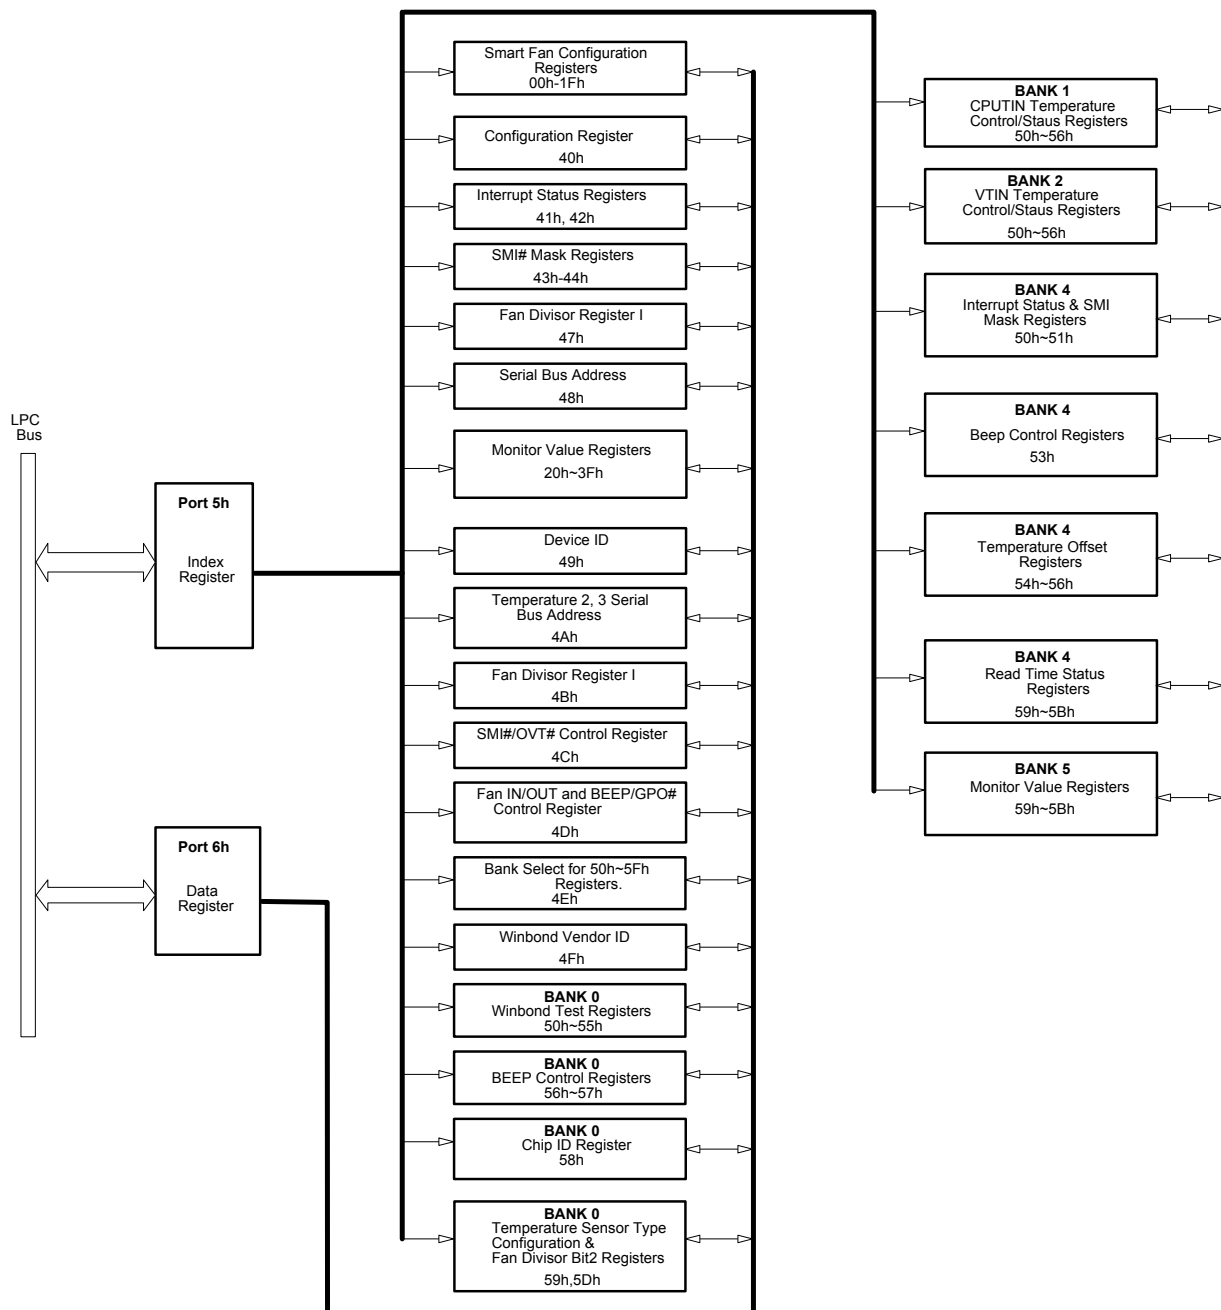 LPC
Bus
Port 5h
Index
Register
Port 6h
Data
Register
Smart Fan Configuration
Registers
00h-1Fh
Configuration Register
40h
Interrupt Status Registers
41h, 42h
SMI# Mask Registers
43h-44h
Fan Divisor Register I
47h
Serial Bus Address
48h
Monitor Value Registers
20h~3Fh
Device ID
49h
Temperature 2, 3 Serial
Bus Address
4Ah
Fan Divisor Register I
4Bh
SMI#/OVT# Control Register
4Ch
Fan IN/OUT and BEEP/GPO#
Control Register
4Dh
Bank Select for 50h~5Fh
Registers.
4Eh
Winbond Vendor ID
4Fh
BANK 0
Winbond Test Registers
50h~55h
BANK 0
BEEP Control Registers
56h~57h
BANK 0
Chip ID Register
58h
BANK 0
Temperature Sensor Type
Configuration &
Fan Divisor Bit2 Registers
59h,5Dh
BANK 1
CPUTIN Temperature
Control/Staus Registers
50h~56h
BANK 2
VTIN Temperature
Control/Staus Registers
50h~56h
BANK 4
Interrupt Status & SMI
Mask Registers
50h~51h
BANK 4
Beep Control Registers
53h
BANK 4
Temperature Offset
Registers
54h~56h
BANK 4
Read Time Status
Registers
59h~5Bh
BANK 5
Monitor Value Registers
59h~5Bh